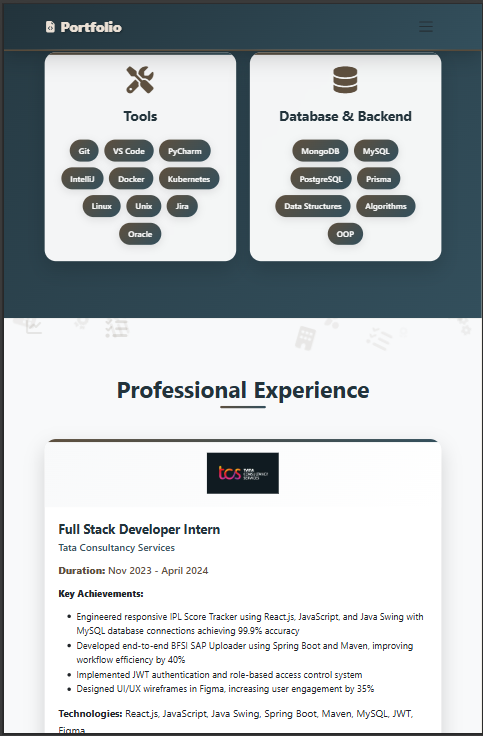 Portfolio
Tools
Git VS Code PyCharm
IntelliJ Docker Kubernetes
Linux Unix Jira
Oracle
Database & Backend
MongoDB MySQL
PostgreSQL Prisma
Data Structures Algorithms
OOP
Professional Experience
tcs TATA
CONSULTANCY
SERVICES
Full Stack Developer Intern
Tata Consultancy Services
Duration: Nov 2023 - April 2024
Key Achievements:
• Engineered responsive IPL Score Tracker using React.js, JavaScript, and Java Swing with
MySQL database connections achieving 99.9% accuracy
• Developed end-to-end BFSI SAP Uploader using Spring Boot and Maven, improving
workflow efficiency by 40%
• Implemented JWT authentication and role-based access control system
• Designed UI/UX wireframes in Figma, increasing user engagement by 35%
Technologies: React.js, JavaScript, Java Swing, Spring Boot, Maven, MySQL, JWT,
Figma